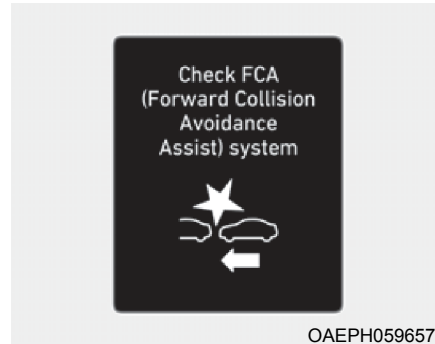 Check FCA
(Forward Collision
Avoidance
Assist) system
OAEPH059657